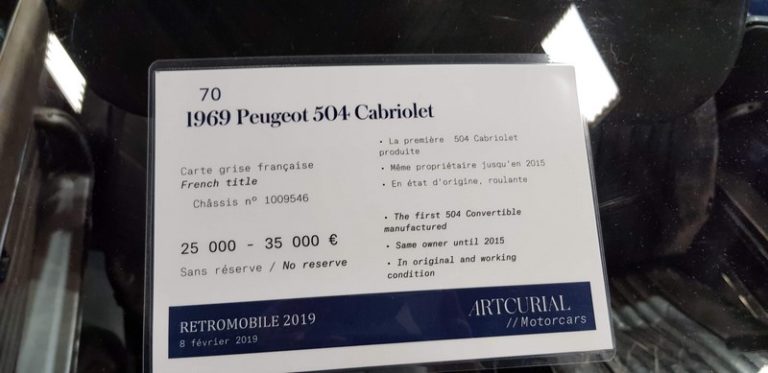 70
1969 Peugeot 504 Cabriolet
Carte grise française
French title
Châssis n° 1009546
25 000 - 35 000 €
Sans réserve / No reserve
• La première 504 Cabriolet
produite
• Même propriétaire jusqu'en 2015
• En état d'origine, roulante
• The first 504 Convertible
manufactured
• Same owner until 2015
• In original and working
condition
RETROMOBILE 2019
8 février 2019
ARTCURIAL
//Motorcars